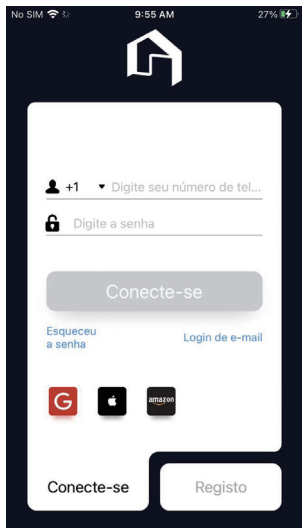 No SIM 9:55 AM 27%
+1 Digite seu número de tel...
Digite a senha
Conecte-se
Esqueceu
a senha
Login de e-mail
G amazon
Conecte-se Registo